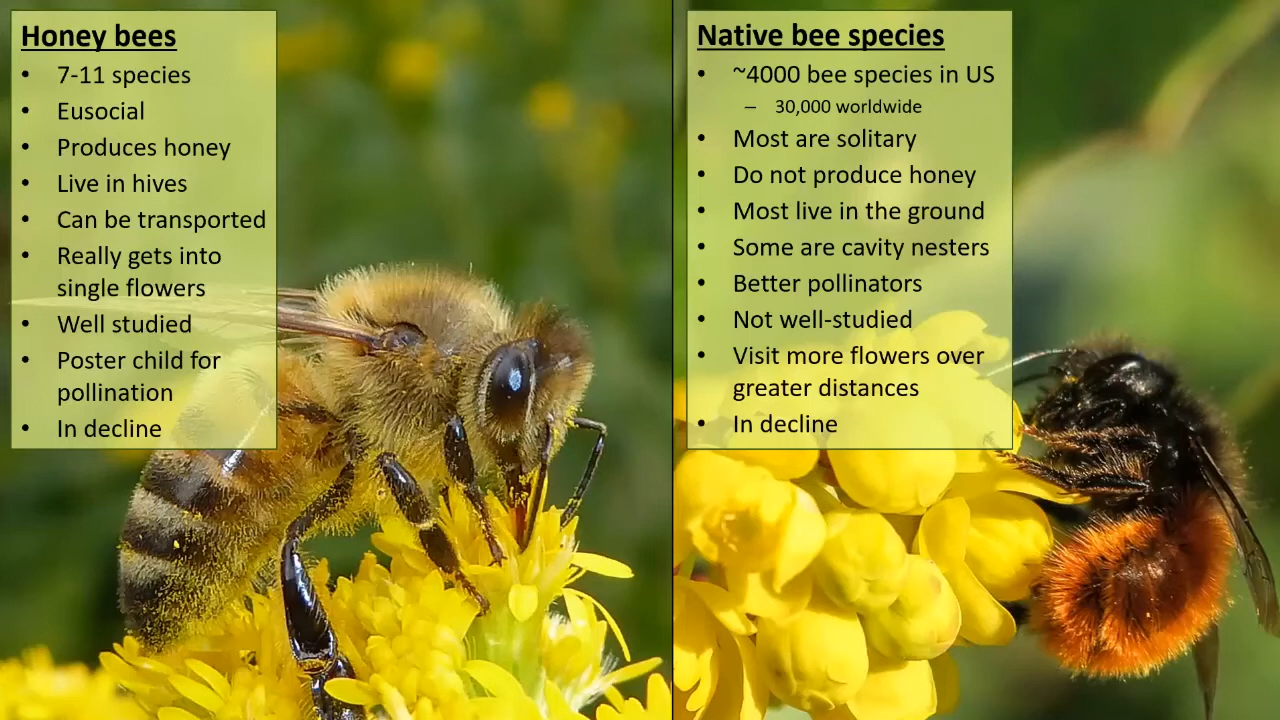 Honey bees
• 7-11 species
• Eusocial
• Produces honey
• Live in hives
• Can be transported
• Really gets into
single flowers
• Well studied
• Poster child for
pollination
• In decline
Native bee species
• ~4000 bee species in US
– 30,000 worldwide
• Most are solitary
• Do not produce honey
• Most live in the ground
• Some are cavity nesters
• Better pollinators
• Not well-studied
• Visit more flowers over
greater distances
• In decline